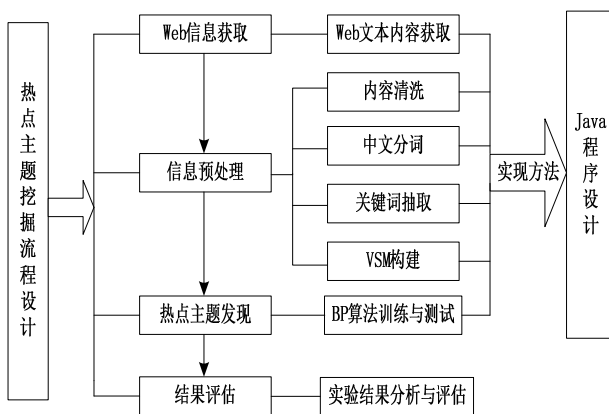 热点主题挖掘流程设计
Web信息获取
Web文本内容获取
内容清洗
中文分词
信息预处理
关键词抽取
VSM构建
热点主题发现
BP算法训练与测试
结果评估
实验结果分析与评估
实现方法
Java程序设计